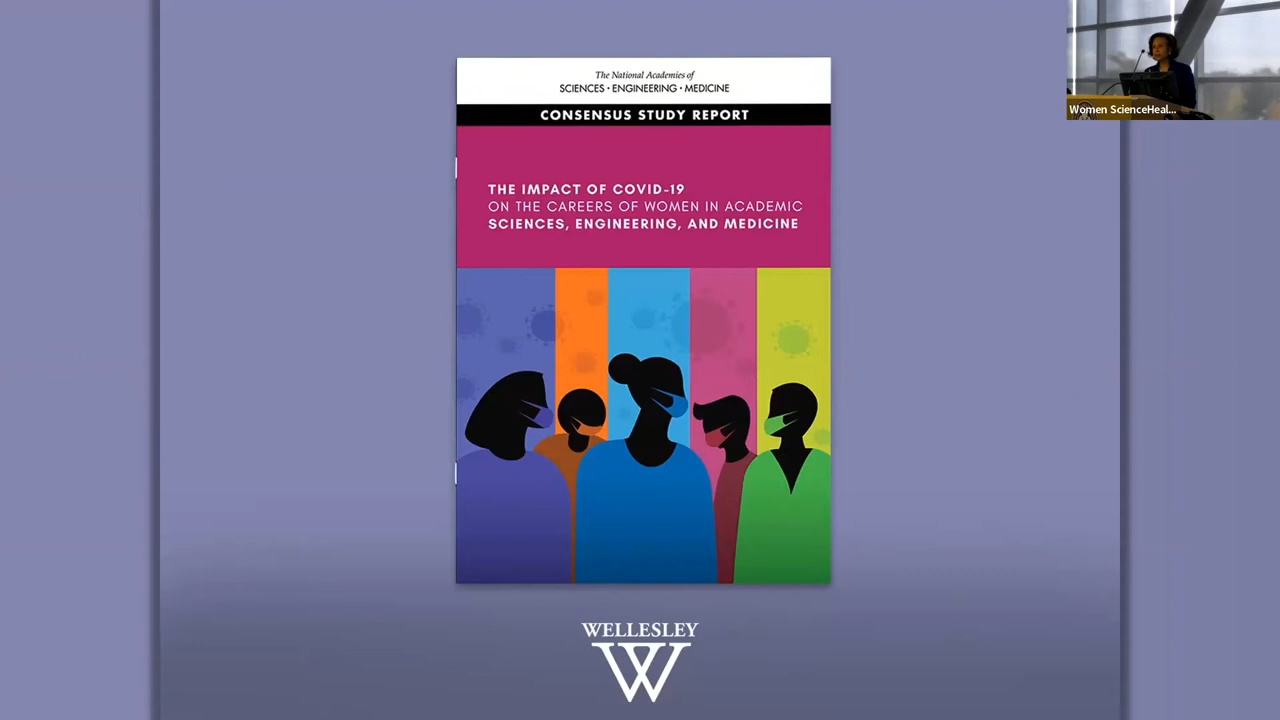 The National Academies of
SCIENCES • ENGINEERING • MEDICINE
CONSENSUS STUDY REPORT
THE IMPACT OF COVID-19
ON THE CAREERS OF WOMEN IN ACADEMIC
SCIENCES, ENGINEERING, AND MEDICINE
Women ScienceHeal...
WELLESLEY
W